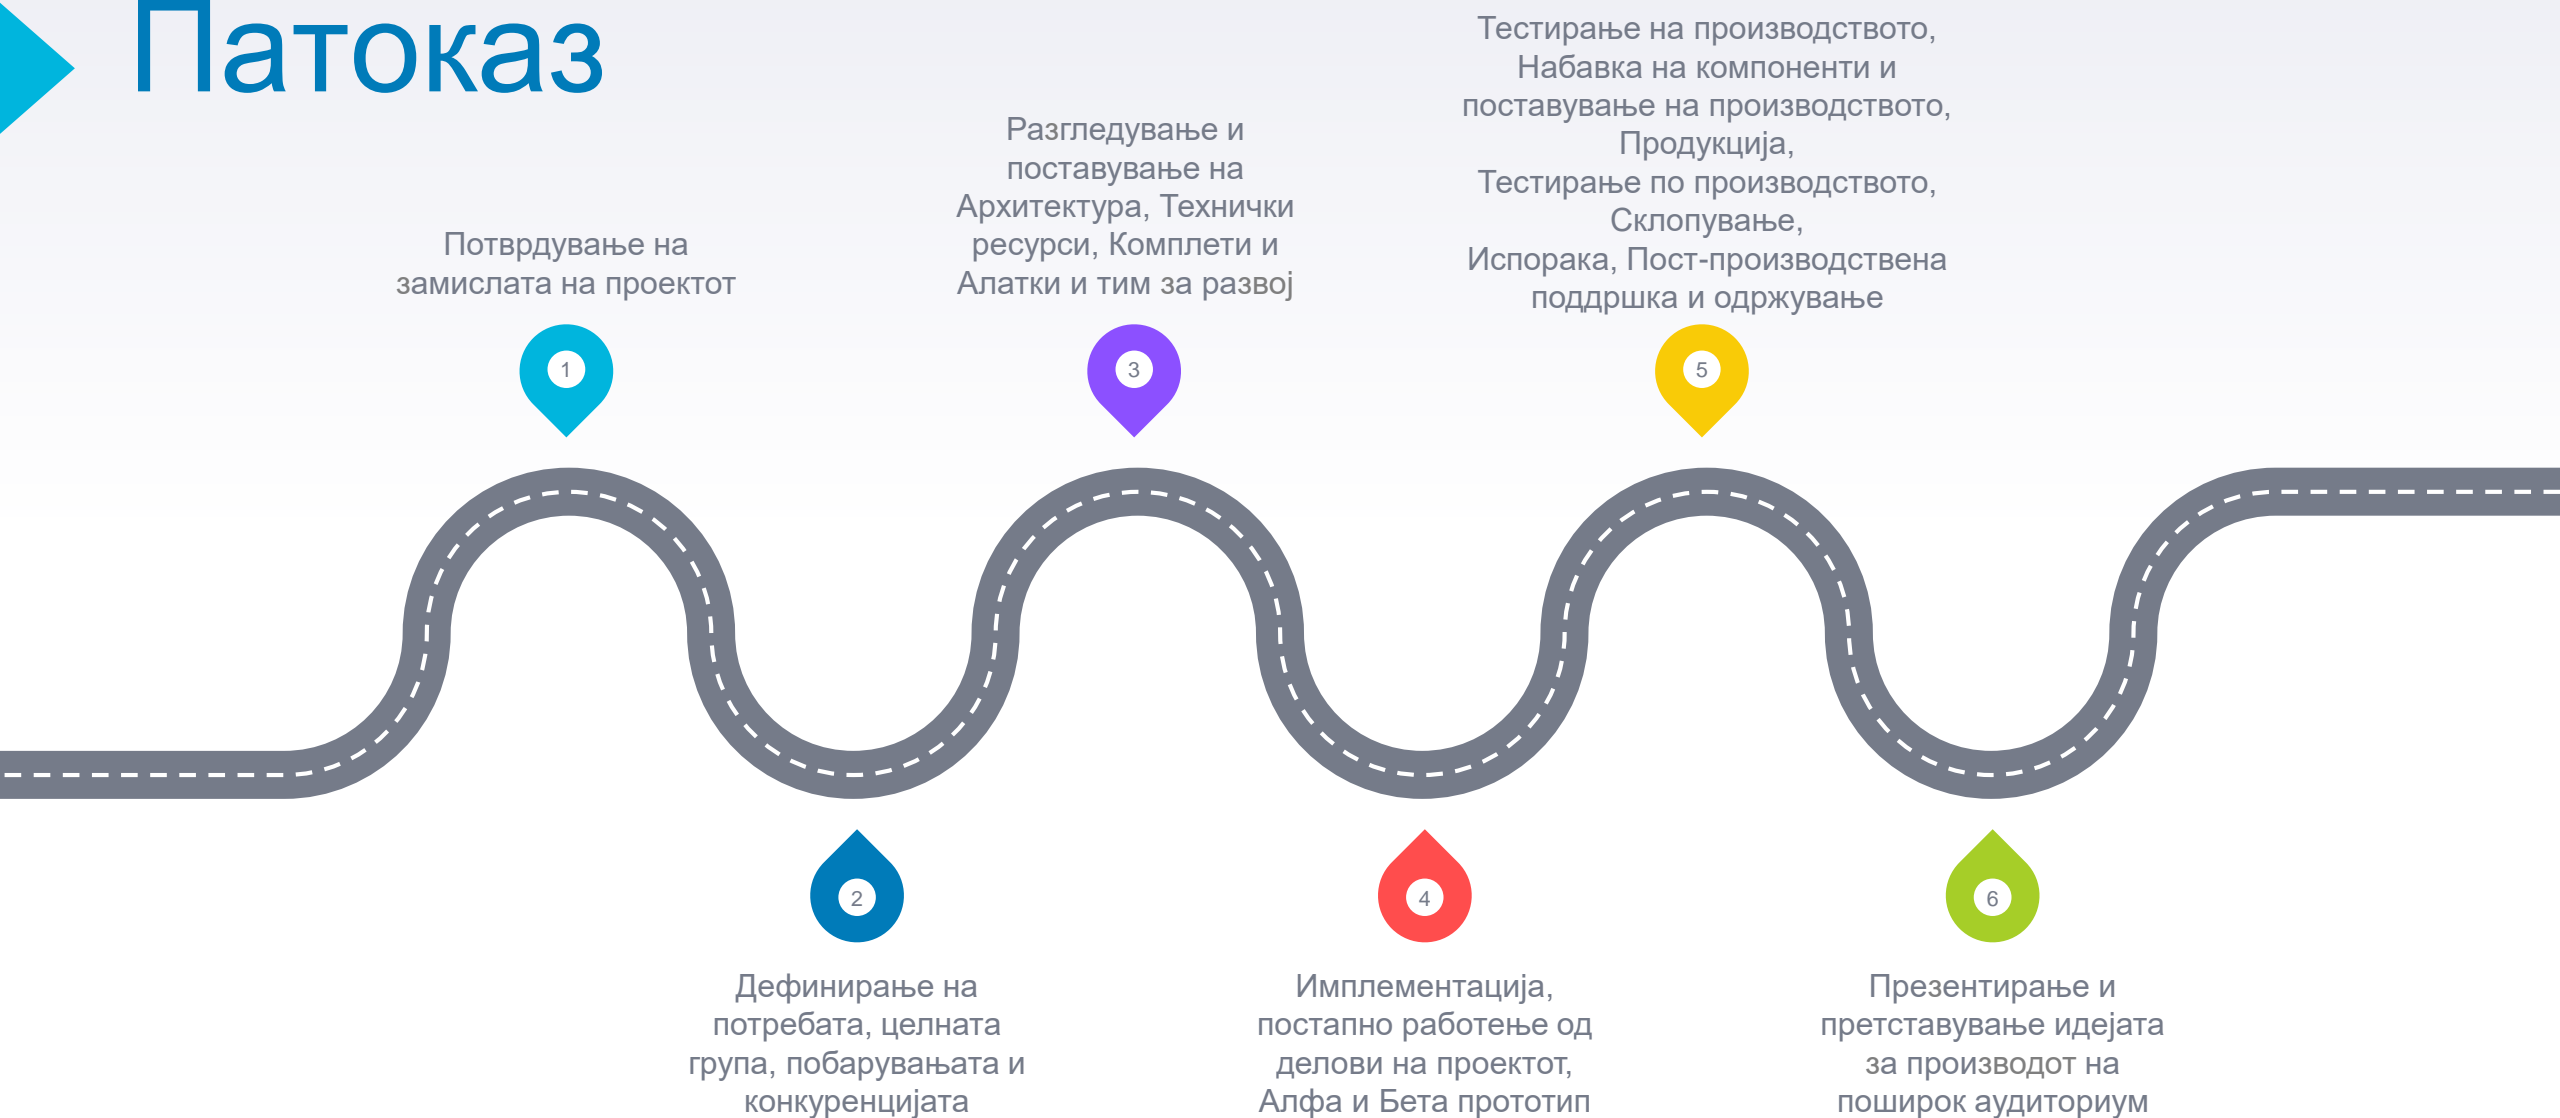 Патоказ
Потврдување на
замислата на проектот
1
Дефинирање на
потребата, целната
група, побарувањата и
конкуренцијата
2
Разгледување и
поставување на
Архитектура, Технички
ресурси, Комплети и
Алатки и тим за развој
3
Имплементација,
постапно работење од
делови на проектот,
Алфа и Бета прототип
4
Тестирање на производството,
Набавка на компоненти и
поставување на производството,
Продукција,
Тестирање по производството,
Склопување,
Испорака, Пост-производствена
поддршка и одржување
5
Презентирање и
претставување идејата
за производот на
поширок аудиториум
6